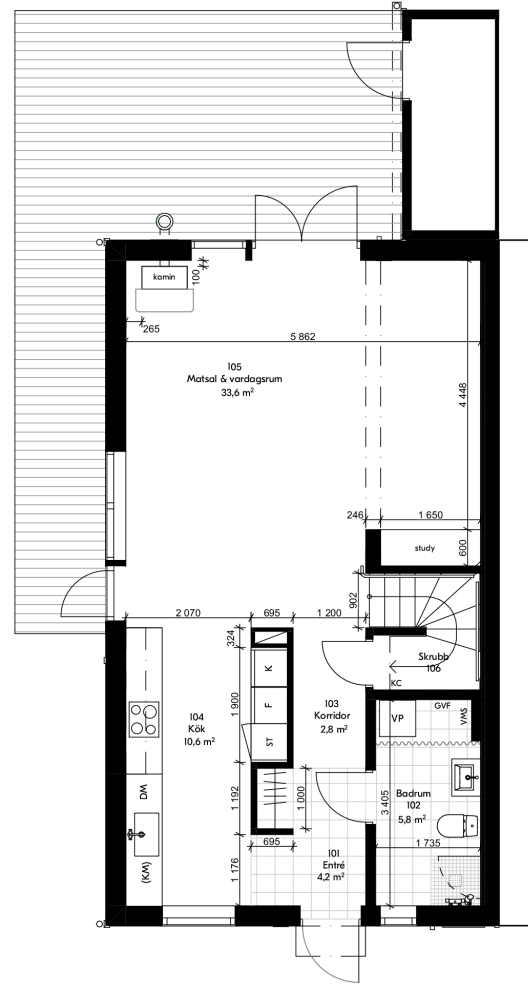 kamin
100
265
5 862
105
Matsal & vardagsrum
33,6 m²
4 448
246
1 650
study
600
902
2 070
695
1 200
324
Skrubb
106
K
KC
1 900
F
103
Korridor
2,8 m²
104
Kök
10,6 m²
ST
VP
GVF
VMS
DM
1 192
1 000
Badrum
102
5,8 m²
3 405
1 735
695
(KM)
1 176
101
Entré
4,2 m²